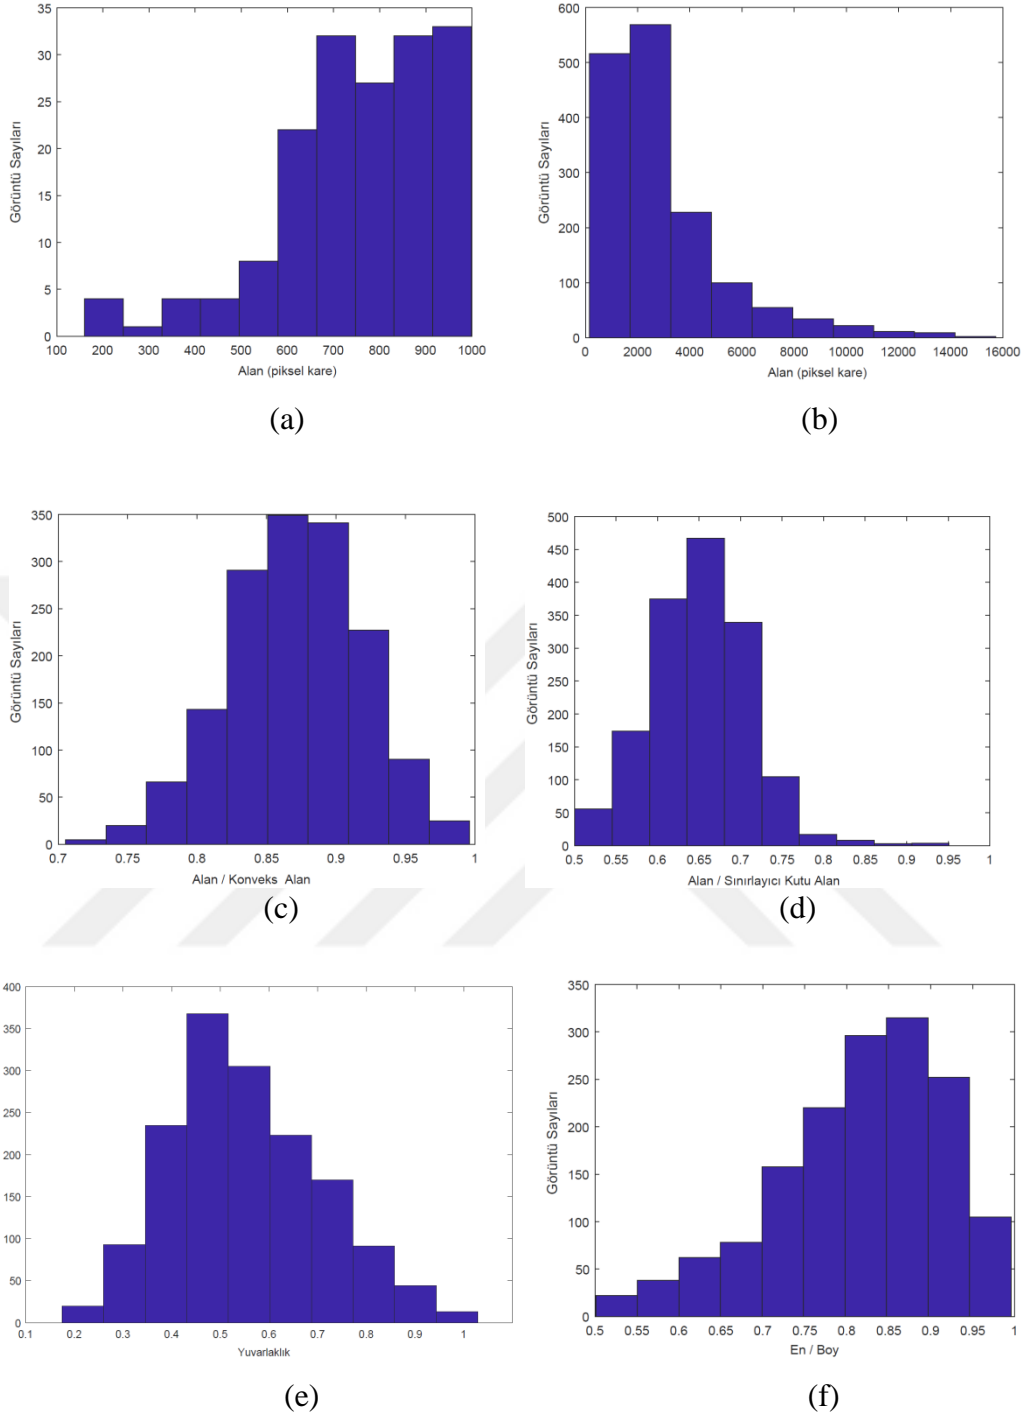 35
30
25
20
15
10
5
0
Görüntü Sayıları
100 200 300 400 500 600 700 800 900 1000
Alan (piksel kare)
(a)
600
500
400
300
200
100
0
Görüntü Sayıları
0 2000 4000 6000 8000 10000 12000 14000 16000
Alan (piksel kare)
(b)
350
300
250
200
150
100
50
0
Görüntü Sayıları
0.7 0.75 0.8 0.85 0.9 0.95 1
Alan / Konveks Alan
(c)
500
450
400
350
300
250
200
150
100
50
0
Görüntü Sayıları
0.5 0.55 0.6 0.65 0.7 0.75 0.8 0.85 0.9 0.95 1
Alan / Sınırlayıcı Kutu Alan
(d)
400
350
300
250
200
150
100
50
0
0.1 0.2 0.3 0.4 0.5 0.6 0.7 0.8 0.9 1
Yuvarlaklık
(e)
350
300
250
200
150
100
50
0
Görüntü Sayıları
0.5 0.55 0.6 0.65 0.7 0.75 0.8 0.85 0.9 0.95 1
En / Boy
(f)